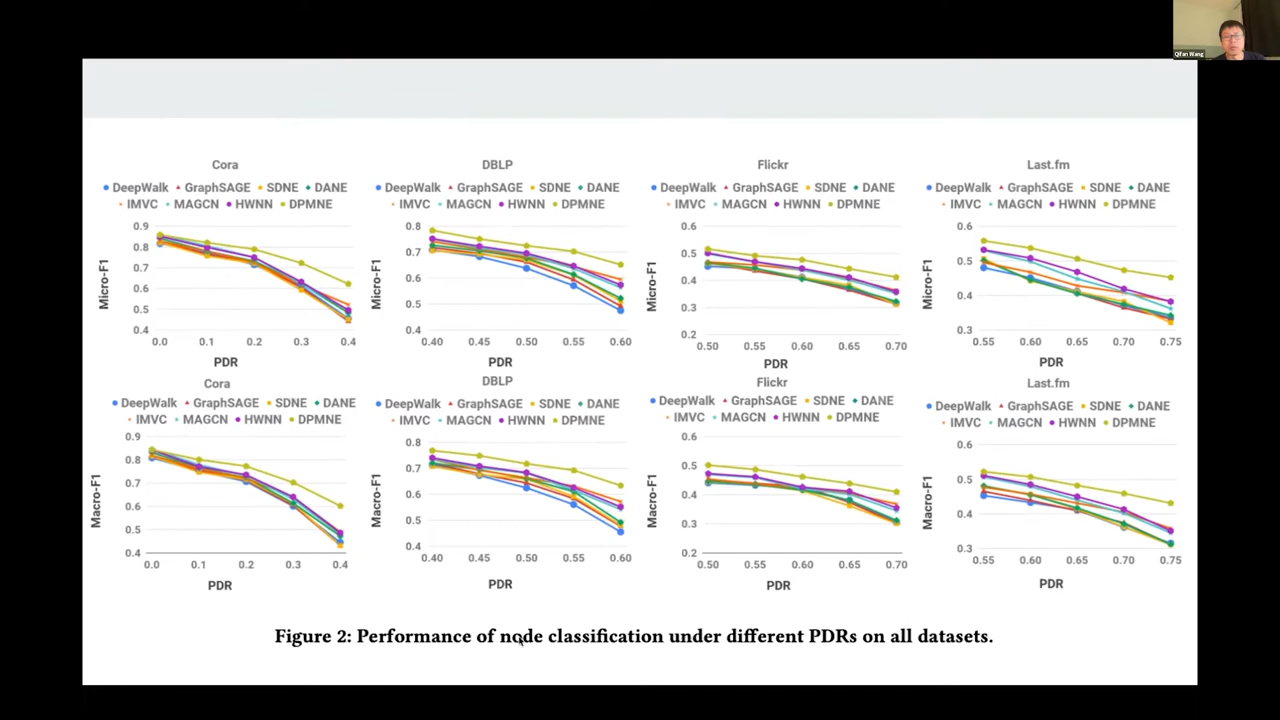 Qifan Wang
Cora
DeepWalk GraphSAGE SDNE DANE
IMVC MAGCN HWNN DPMNE
Micro-F1
0.9
0.8
0.7
0.6
0.5
0.4
0.0 0.1 0.2 0.3 0.4
PDR
DBLP
DeepWalk GraphSAGE SDNE DANE
IMVC MAGCN HWNN DPMNE
Micro-F1
0.8
0.7
0.6
0.5
0.4
0.40 0.45 0.50 0.55 0.60
PDR
Flickr
DeepWalk GraphSAGE SDNE DANE
IMVC MAGCN HWNN DPMNE
Micro-F1
0.6
0.5
0.4
0.3
0.2
0.50 0.55 0.60 0.65 0.70
PDR
Last.fm
DeepWalk GraphSAGE SDNE DANE
IMVC MAGCN HWNN DPMNE
Micro-F1
0.6
0.5
0.4
0.3
0.55 0.60 0.65 0.70 0.75
PDR
Cora
DeepWalk GraphSAGE SDNE DANE
IMVC MAGCN HWNN DPMNE
Macro-F1
0.9
0.8
0.7
0.6
0.5
0.4
0.0 0.1 0.2 0.3 0.4
PDR
DBLP
DeepWalk GraphSAGE SDNE DANE
IMVC MAGCN HWNN DPMNE
Macro-F1
0.8
0.7
0.6
0.5
0.4
0.40 0.45 0.50 0.55 0.60
PDR
Flickr
DeepWalk GraphSAGE SDNE DANE
IMVC MAGCN HWNN DPMNE
Macro-F1
0.6
0.5
0.4
0.3
0.2
0.50 0.55 0.60 0.65 0.70
PDR
Last.fm
DeepWalk GraphSAGE SDNE DANE
IMVC MAGCN HWNN DPMNE
Macro-F1
0.6
0.5
0.4
0.3
0.55 0.60 0.65 0.70 0.75
PDR
Figure 2: Performance of node classification under different PDRs on all datasets.